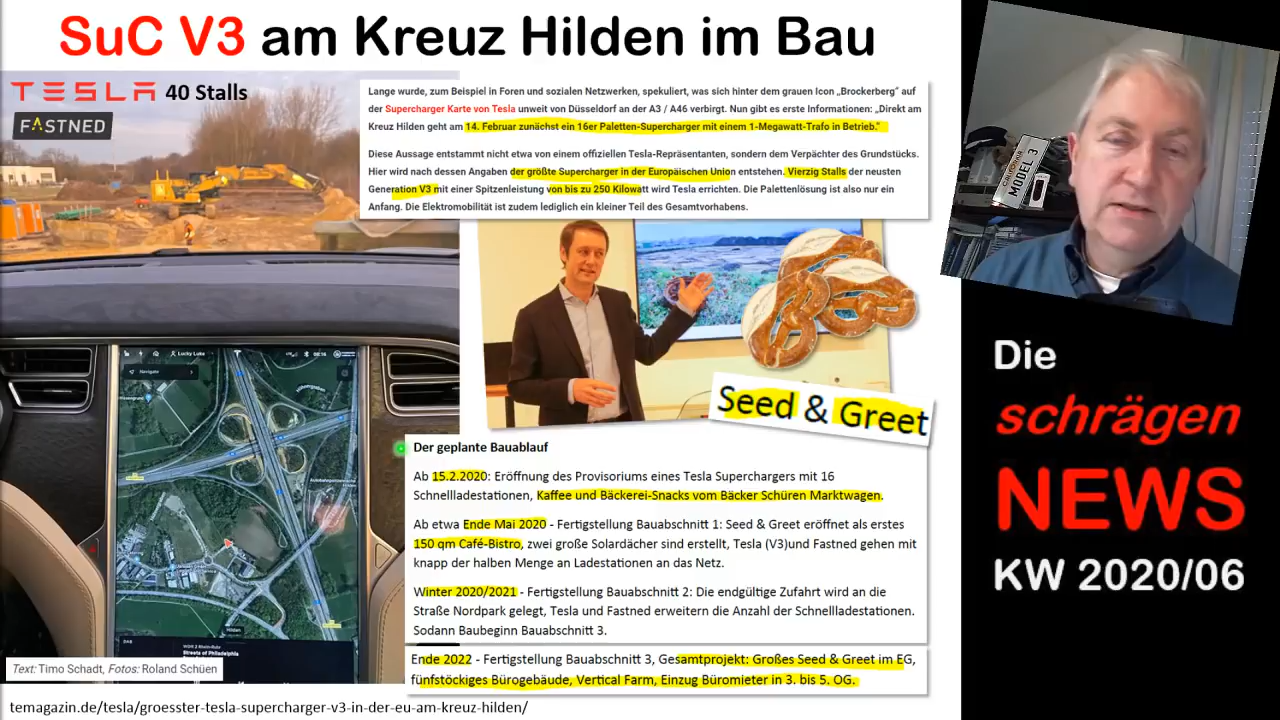 SuC V3 am Kreuz Hilden im Bau
TESLA 40 Stalls
FASTNED
Lange wurde, zum Beispiel in Foren und sozialen Netzwerken, spekuliert, was sich hinter dem grauen Icon „Brockerberg" auf
der Supercharger Karte von Tesla unweit von Düsseldorf an der A3 / A46 verbirgt. Nun gibt es erste Informationen: „Direkt am
Kreuz Hilden geht am 14. Februar zunächst ein 16er Paletten-Supercharger mit einem 1-Megawatt-Trafo in Betrieb."
Diese Aussage entstammt nicht etwa von einem offiziellen Tesla-Repräsentanten, sondern dem Verpächter des Grundstücks.
Hier wird nach dessen Angaben der größte Supercharger in der Europäischen Union entstehen. Vierzig Stalls der neusten
Generation V3 mit einer Spitzenleistung von bis zu 250 Kilowatt wird Tesla errichten. Die Palettenlösung ist also nur ein
Anfang. Die Elektromobilität ist zudem lediglich ein kleiner Teil des Gesamtvorhabens.
MODEL 3
Seed & Greet
Lucky Luke
Navigate
Hilden
Streets of Philadelphia
Der geplante Bauablauf
Ab 15.2.2020: Eröffnung des Provisoriums eines Tesla Superchargers mit 16
Schnellladestationen, Kaffee und Bäckerei-Snacks vom Bäcker Schüren Marktwagen.
Ab etwa Ende Mai 2020 - Fertigstellung Bauabschnitt 1: Seed & Greet eröffnet als erstes
150 qm Café-Bistro, zwei große Solardächer sind erstellt, Tesla (V3)und Fastned gehen mit
knapp der halben Menge an Ladestationen an das Netz.
Winter 2020/2021 - Fertigstellung Bauabschnitt 2: Die endgültige Zufahrt wird an die
Straße Nordpark gelegt, Tesla und Fastned erweitern die Anzahl der Schnellladestationen.
Sodann Baubeginn Bauabschnitt 3.
Ende 2022 - Fertigstellung Bauabschnitt 3, Gesamtprojekt: Großes Seed & Greet im EG,
fünfstöckiges Bürogebäude, Vertical Farm, Einzug Büromieter in 3. bis 5. OG.
Text: Timo Schadt, Fotos: Roland Schüen
temagazin.de/tesla/groesster-tesla-supercharger-v3-in-der-eu-am-kreuz-hilden/
Die
schrägen
NEWS
KW 2020/06